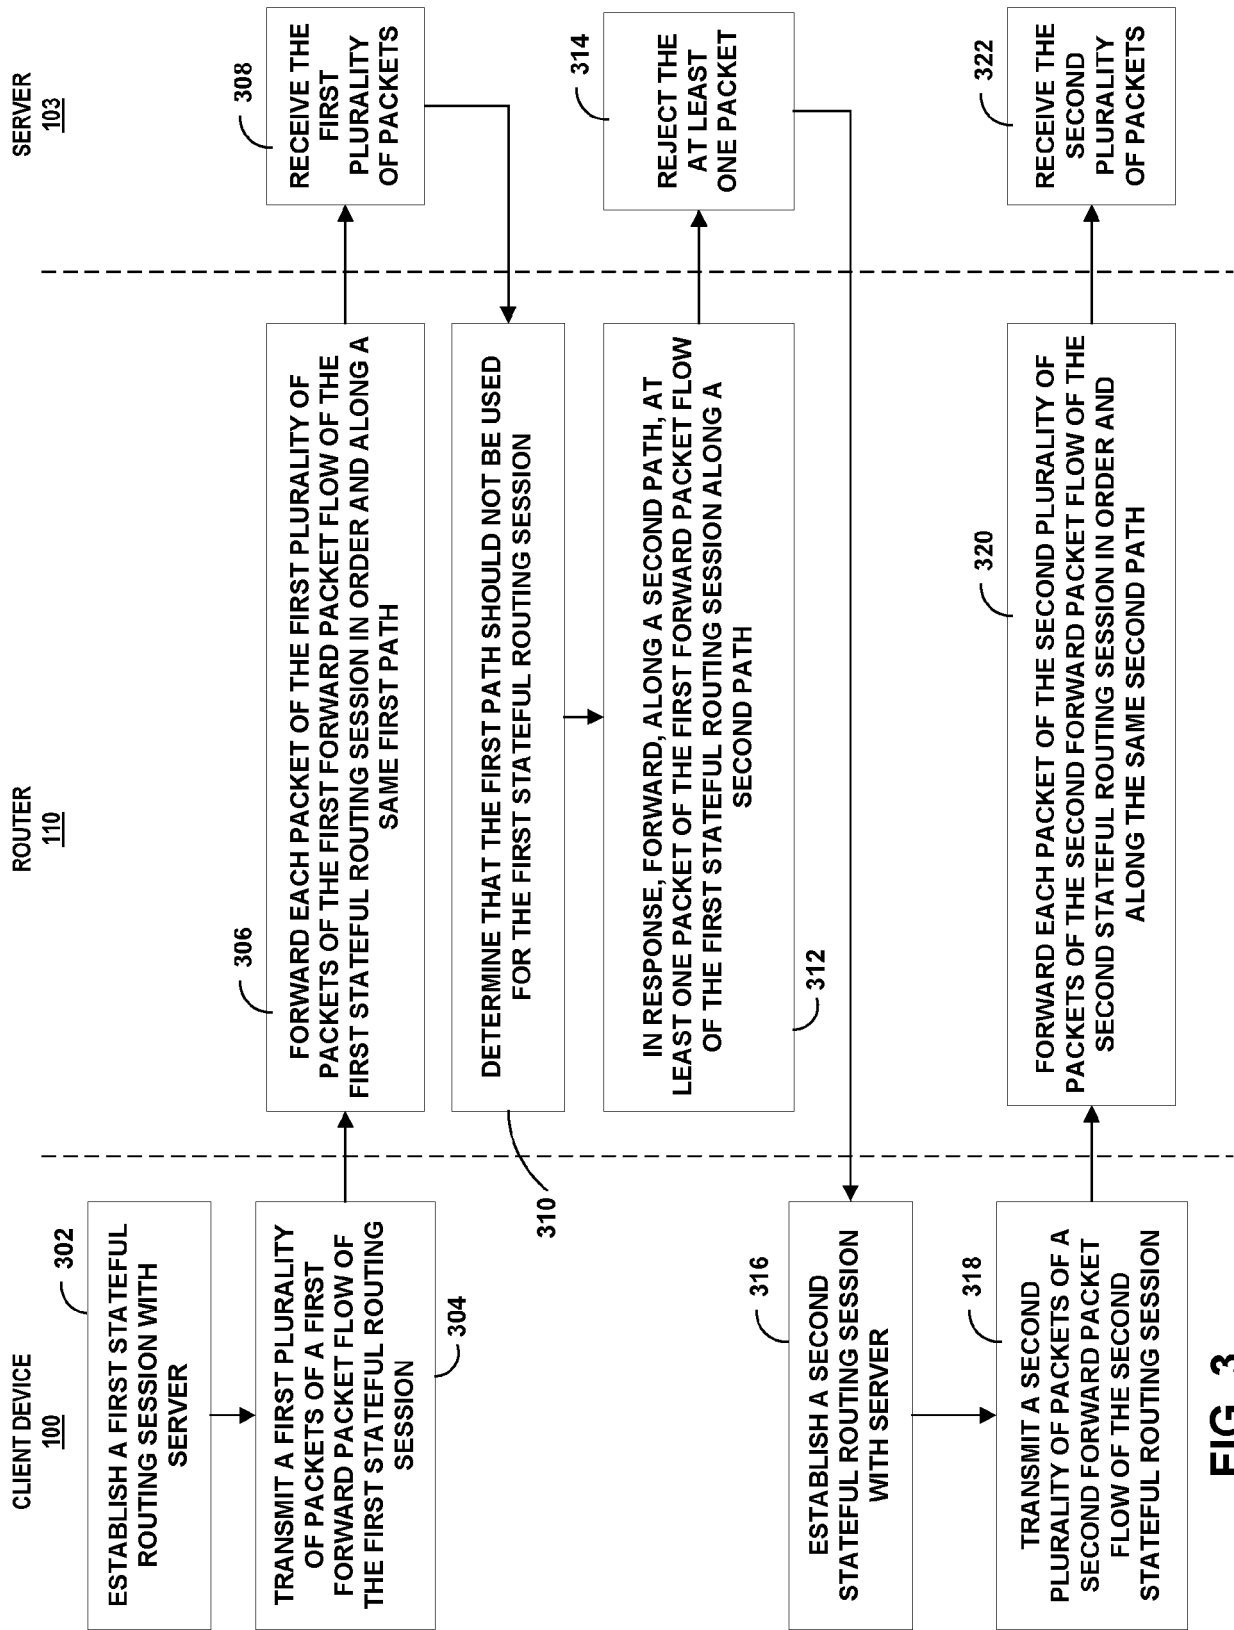 CLIENT DEVICE
100
ROUTER
110
SERVER
103
302
ESTABLISH A FIRST STATEFUL
ROUTING SESSION WITH
SERVER
TRANSMIT A FIRST PLURALITY
OF PACKETS OF A FIRST
FORWARD PACKET FLOW OF
THE FIRST STATEFUL ROUTING
SESSION
304
306
FORWARD EACH PACKET OF THE FIRST PLURALITY OF
PACKETS OF THE FIRST FORWARD PACKET FLOW OF THE
FIRST STATEFUL ROUTING SESSION IN ORDER AND ALONG A
SAME FIRST PATH
308
RECEIVE THE
FIRST
PLURALITY
OF PACKETS
DETERMINE THAT THE FIRST PATH SHOULD NOT BE USED
FOR THE FIRST STATEFUL ROUTING SESSION
310
IN RESPONSE, FORWARD, ALONG A SECOND PATH, AT
LEAST ONE PACKET OF THE FIRST FORWARD PACKET FLOW
OF THE FIRST STATEFUL ROUTING SESSION ALONG A
SECOND PATH
312
314
REJECT THE
AT LEAST
ONE PACKET
316
ESTABLISH A SECOND
STATEFUL ROUTING SESSION
WITH SERVER
318
TRANSMIT A SECOND
PLURALITY OF PACKETS OF A
SECOND FORWARD PACKET
FLOW OF THE SECOND
STATEFUL ROUTING SESSION
320
FORWARD EACH PACKET OF THE SECOND PLURALITY OF
PACKETS OF THE SECOND FORWARD PACKET FLOW OF THE
SECOND STATEFUL ROUTING SESSION IN ORDER AND
ALONG THE SAME SECOND PATH
322
RECEIVE THE
SECOND
PLURALITY
OF PACKETS
FIG. 3